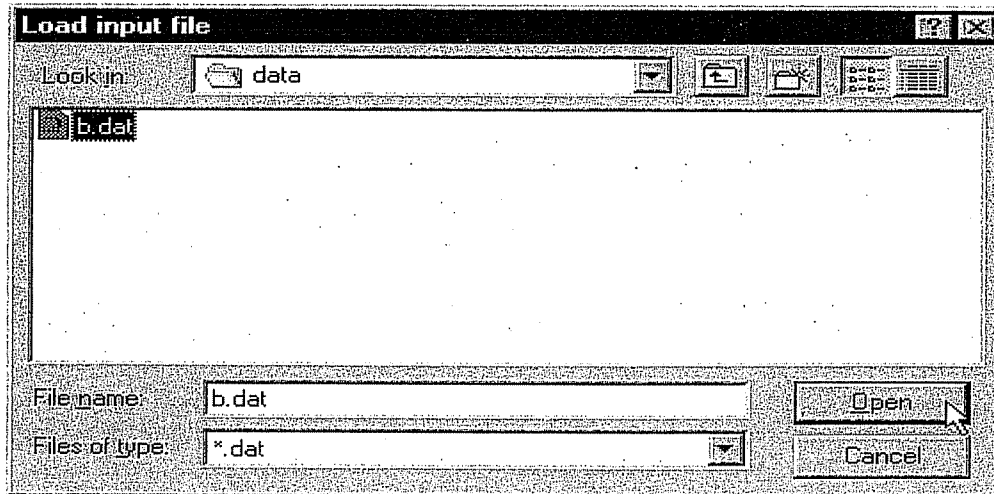 Load input file
Look in: data
b.dat
File name: b.dat Open
Files of type: *.dat Cancel